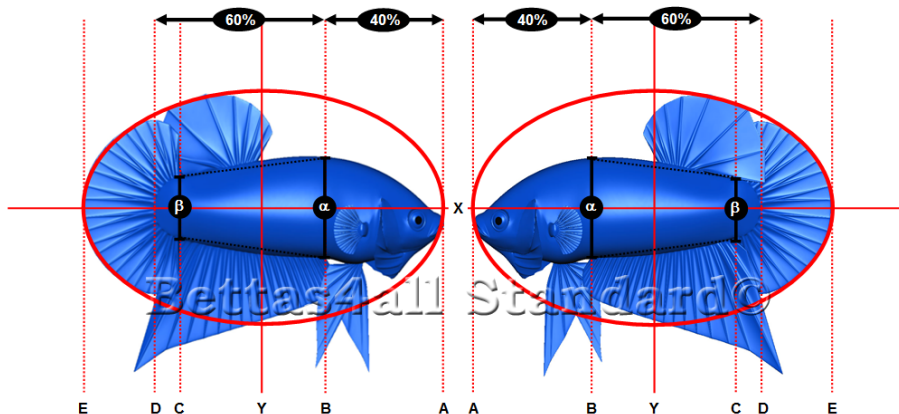 60% 40% 40% 60%
β α X α β
Bettas4all Standard©
E D C Y B A A B Y C D E